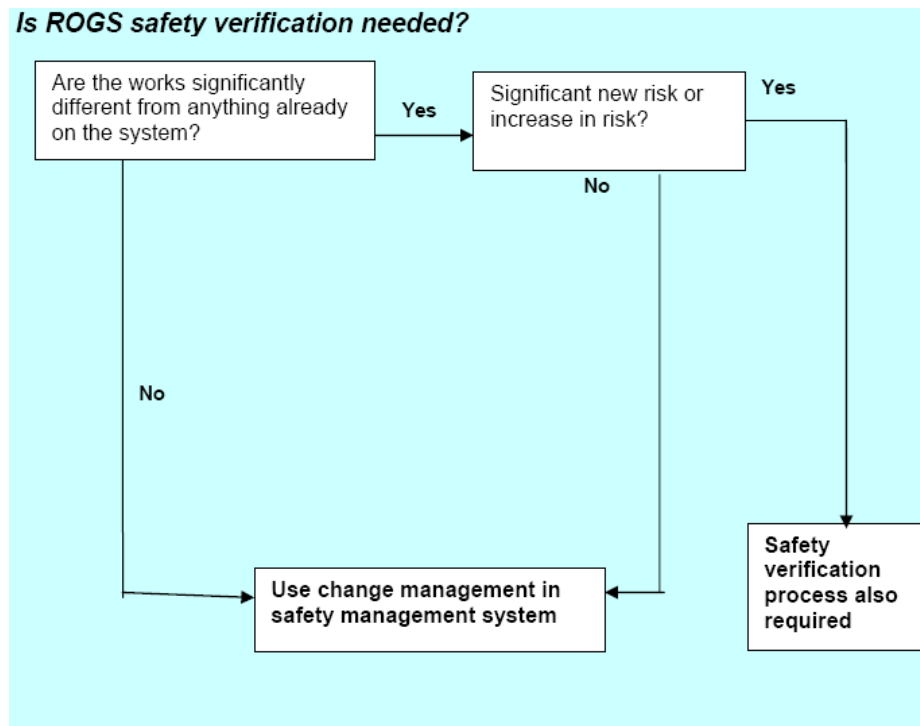 Is ROGS safety verification needed?
Are the works significantly
different from anything already
on the system?
Yes
Significant new risk or
increase in risk?
Yes
No
No
Use change management in
safety management system
Safety
verification
process also
required